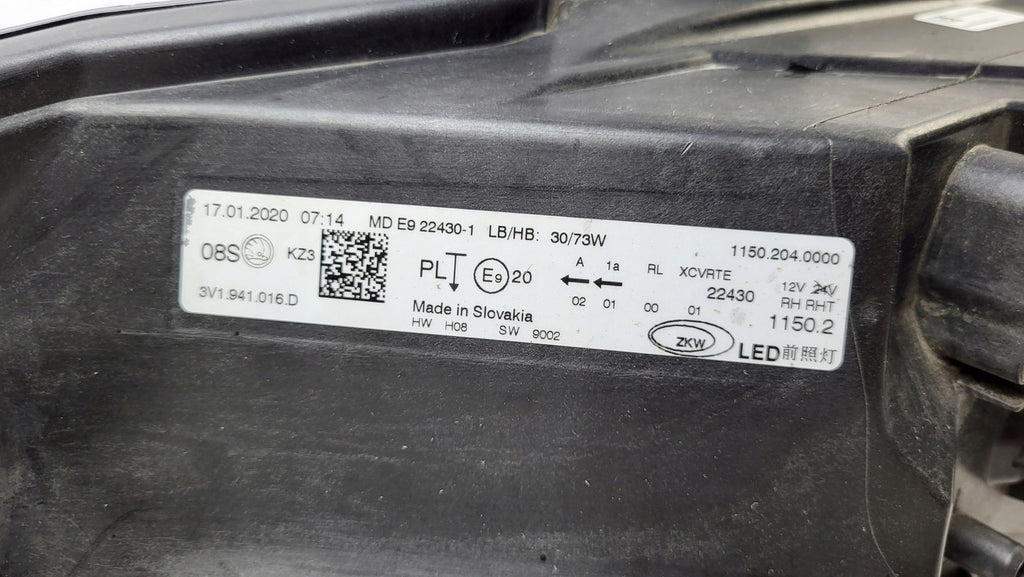 17.01.2020 07:14 MD E9 22430-1 LB/HB: 30/73W 1150.204.0000
08S KZ3 PL E9 20 A 1a RL XCVRTE 12V 24V
02 01 00 01 22430 RH RHT
3V1.941.016.D Made in Slovakia 1150.2
HW H08 SW 9002 ZKW LED前照灯